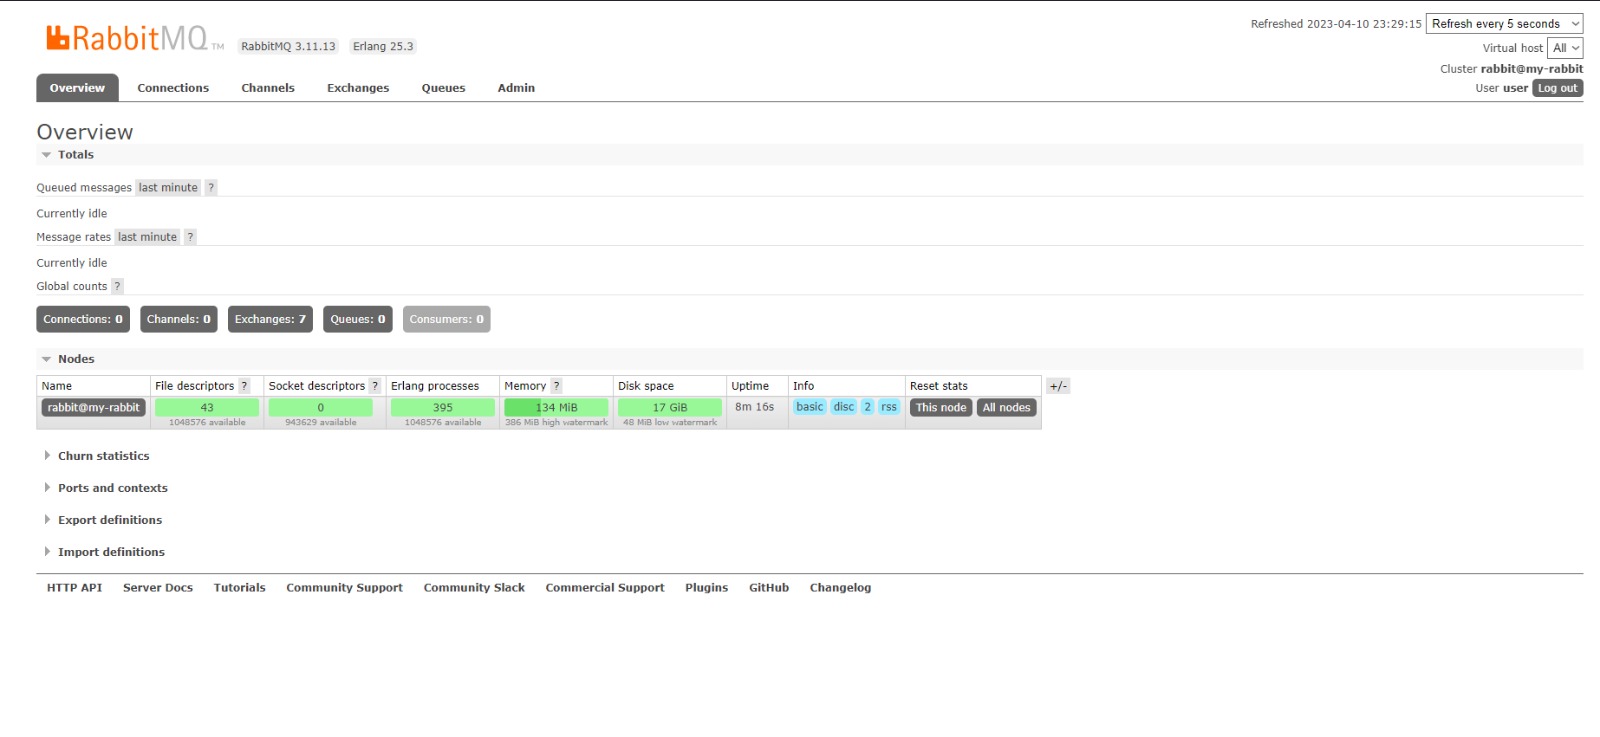 RabbitMQ TM RabbitMQ 3.11.13 Erlang 25.3
Refreshed 2023-04-10 23:29:15 Refresh every 5 seconds
Virtual host All
Cluster rabbit@my-rabbit
User user Log out
Overview Connections Channels Exchanges Queues Admin
Overview
Totals
Queued messages last minute ?
Currently idle
Message rates last minute ?
Currently idle
Global counts ?
Connections: 0 Channels: 0 Exchanges: 7 Queues: 0 Consumers: 0
Nodes
Name File descriptors ? Socket descriptors ? Erlang processes Memory ? Disk space Uptime Info Reset stats +/-
rabbit@my-rabbit 43 0 395 134 MiB 17 GiB 8m 16s basic disc 2 rss This node All nodes
1048576 available 943629 available 1048576 available 386 MiB high watermark 48 MiB low watermark
Churn statistics
Ports and contexts
Export definitions
Import definitions
HTTP API Server Docs Tutorials Community Support Community Slack Commercial Support Plugins GitHub Changelog